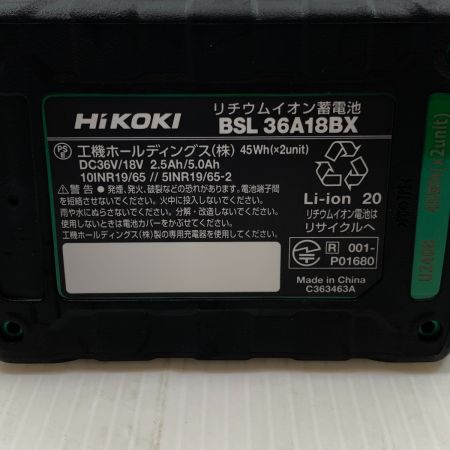 HiKOKI
リチウムイオン蓄電池
BSL 36A18BX
PS
E
工機ホールディングス(株) 45Wh(×2unit)
DC36V/18V 2.5Ah/5.0Ah
10INR19/65 // 5INR19/65-2
警告 ●発煙、発火、破裂などの恐れがあります。電池端子間
を短絡させないでください。火中に投入しないでください。
雨や水にぬらさないでください。分解・改造しないでください。
使用しないときは電池カバーをかぶせてください。
工機ホールディングス(株)製の専用充電器を使用してください。
Li-ion 20
リチウムイオン電池は
リサイクルへ
R 001-
P01680
Made in China
C363463A
(×2unit)